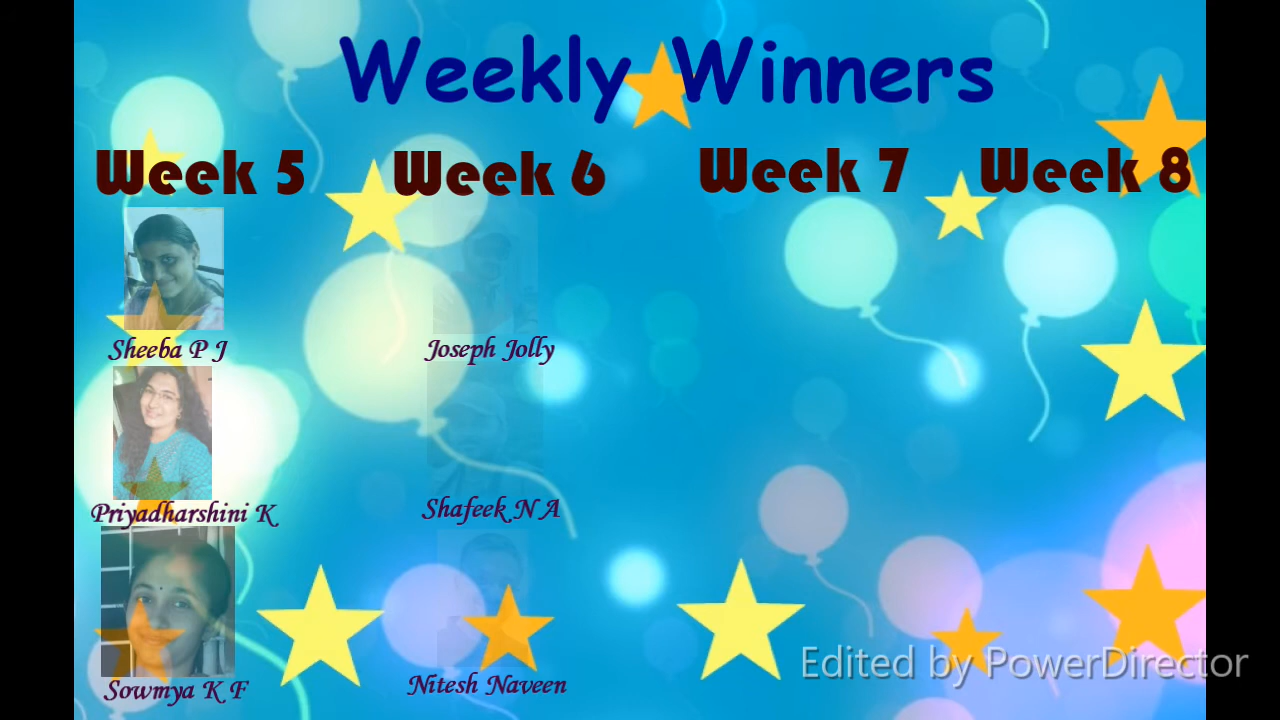 Weekly Winners
Week 5
Week 6
Week 7
Week 8
Sheeba P J
Joseph Jolly
Priyadharshini K
Shafeek N A
Sowmya K F
Nitesh Naveen
Edited by PowerDirector